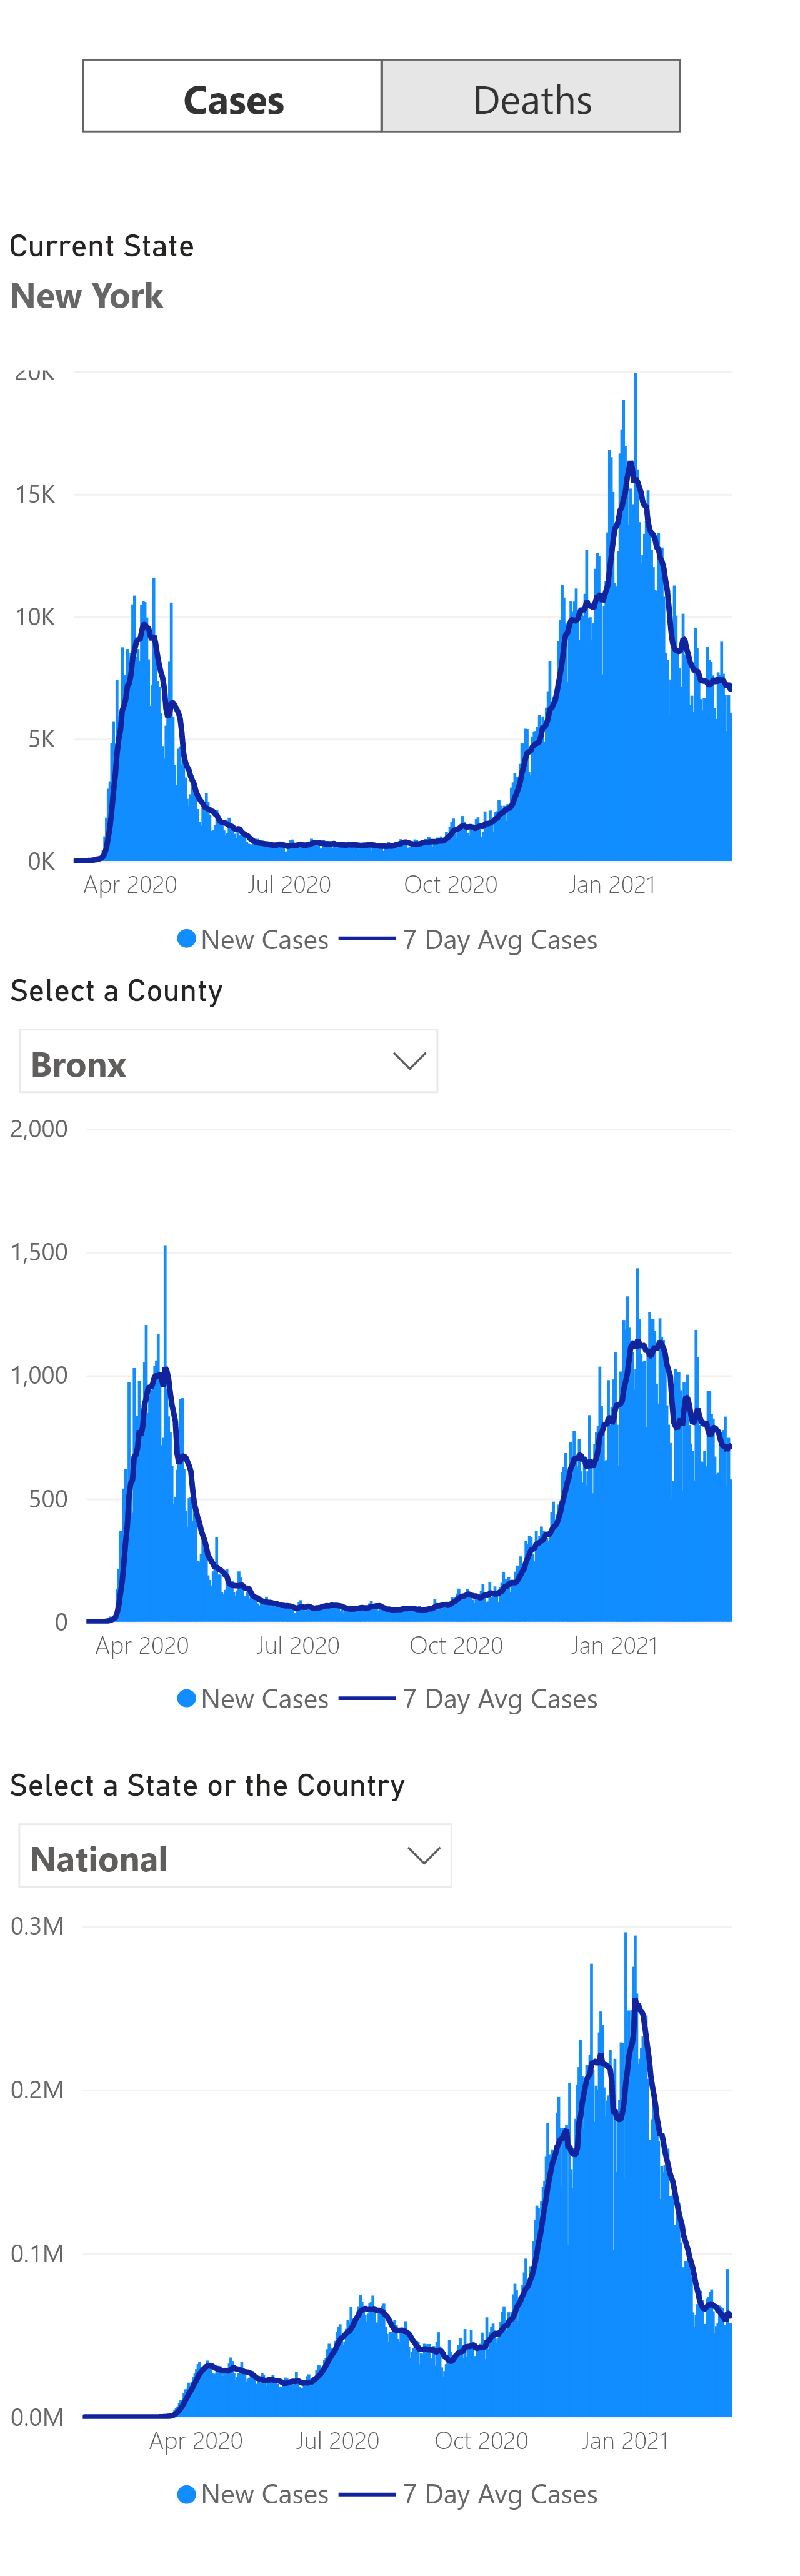 Cases Deaths
Current State
New York
20K
15K
10K
5K
0K
Apr 2020 Jul 2020 Oct 2020 Jan 2021
New Cases 7 Day Avg Cases
Select a County
Bronx
2,000
1,500
1,000
500
0
Apr 2020 Jul 2020 Oct 2020 Jan 2021
New Cases 7 Day Avg Cases
Select a State or the Country
National
0.3M
0.2M
0.1M
0.0M
Apr 2020 Jul 2020 Oct 2020 Jan 2021
New Cases 7 Day Avg Cases